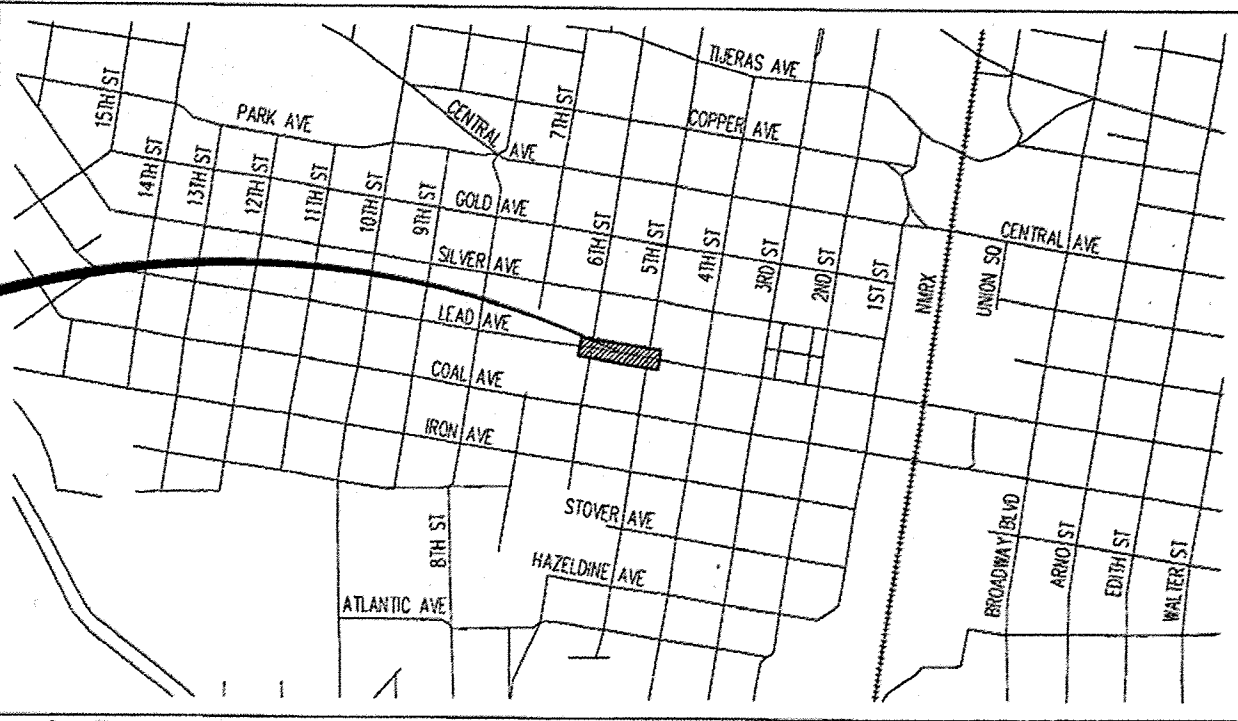 TIJERAS AVE
15TH ST
PARK AVE
CENTRAL AVE
7TH ST
COPPER AVE
14TH ST
13TH ST
12TH ST
11TH ST
10TH ST
9TH ST
GOLD AVE
6TH ST
5TH ST
4TH ST
3RD ST
2ND ST
1ST ST
NMRX
UNION SQ
CENTRAL AVE
SILVER AVE
LEAD AVE
COAL AVE
IRON AVE
STOVER AVE
8TH ST
HAZELDINE AVE
ATLANTIC AVE
BROADWAY BLVD
ARNO ST
EDITH ST
WALTER ST